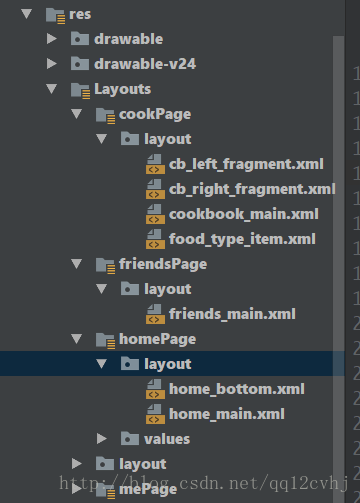 res
drawable
drawable-v24
Layouts
cookPage
layout
cb_left_fragment.xml
cb_right_fragment.xml
cookbook_main.xml
food_type_item.xml
friendsPage
layout
friends_main.xml
homePage
layout
home_bottom.xml
home_main.xml
values
layout
http://blog.csdn.net/qq12cvhj
mePage